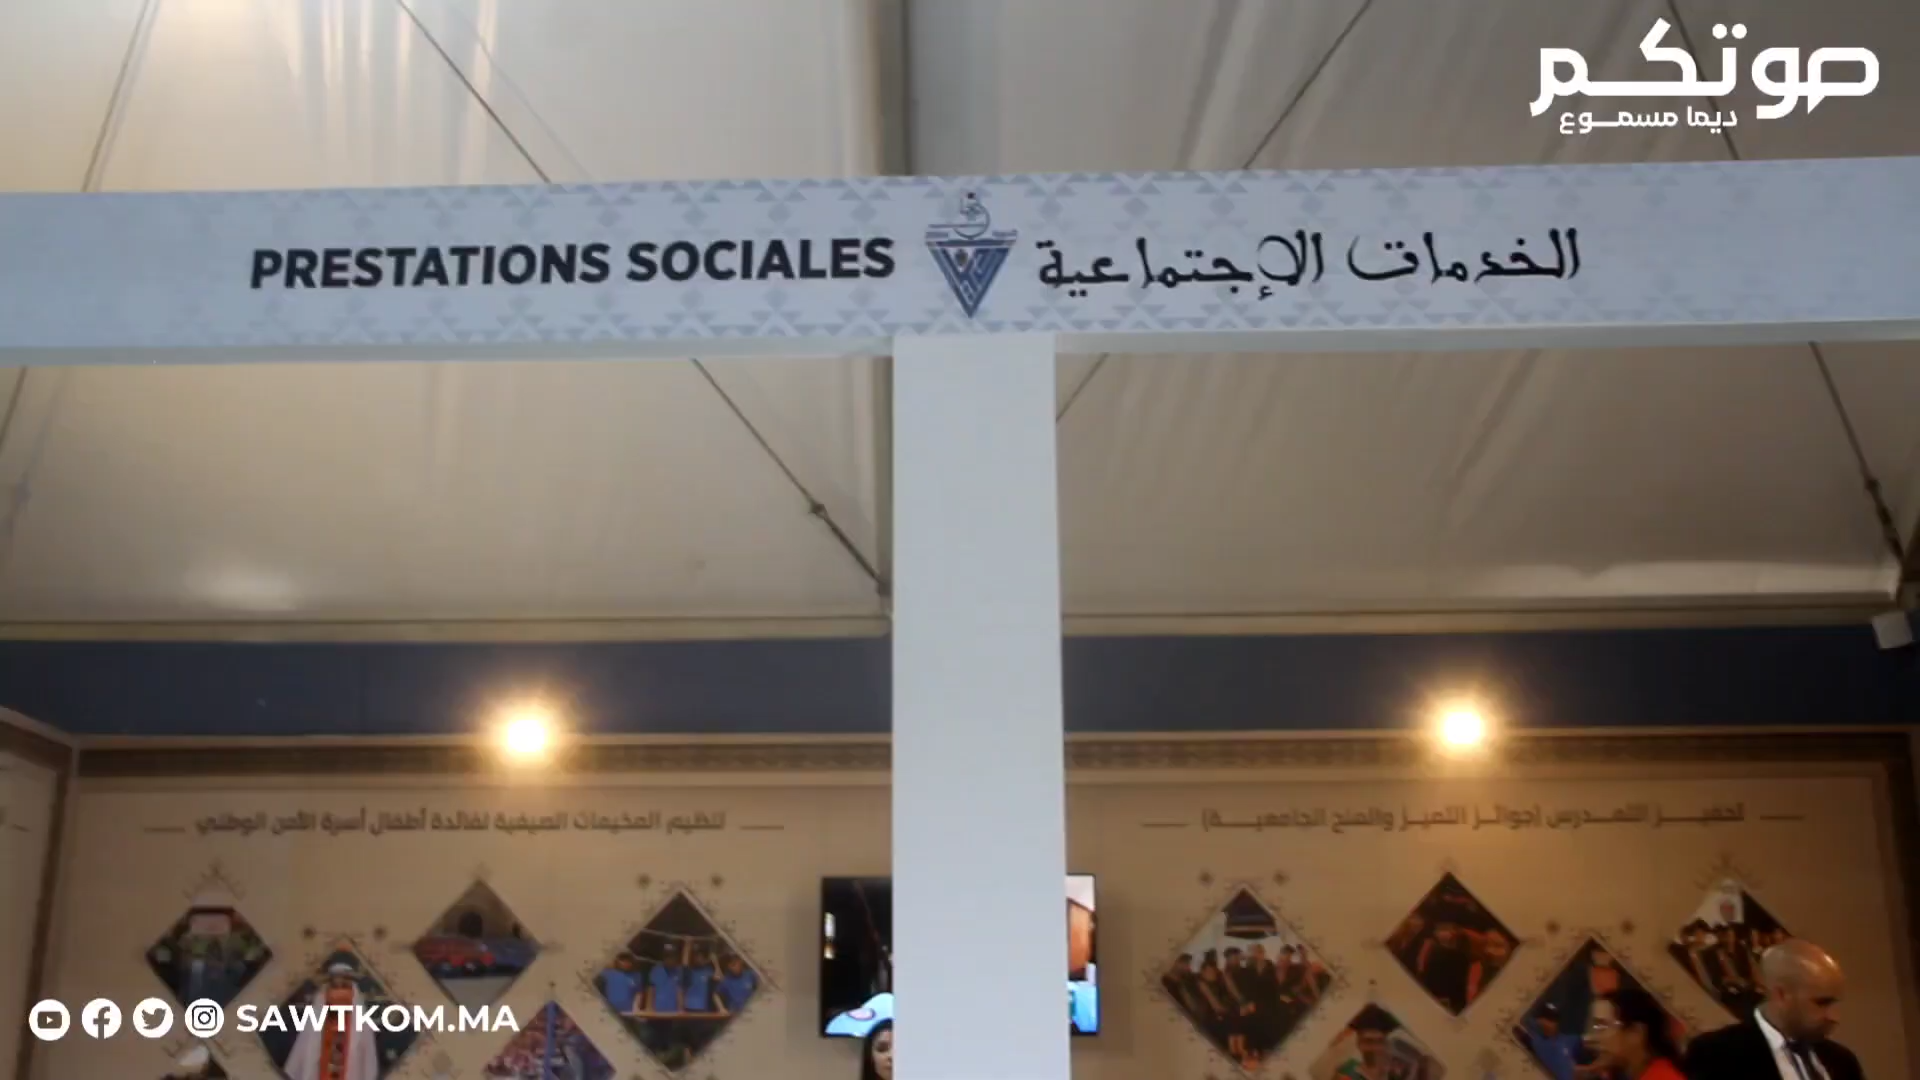 صوتكم
ديما مسموع
PRESTATIONS SOCIALES
الخدمات الإجتماعية
تنظيم المخيمات الصيفية لفائدة أطفال أسرة الأمن الوطني
تحفيز التمدرس (جوائز التميز والمنح الجامعية)
SAWTKOM.MA